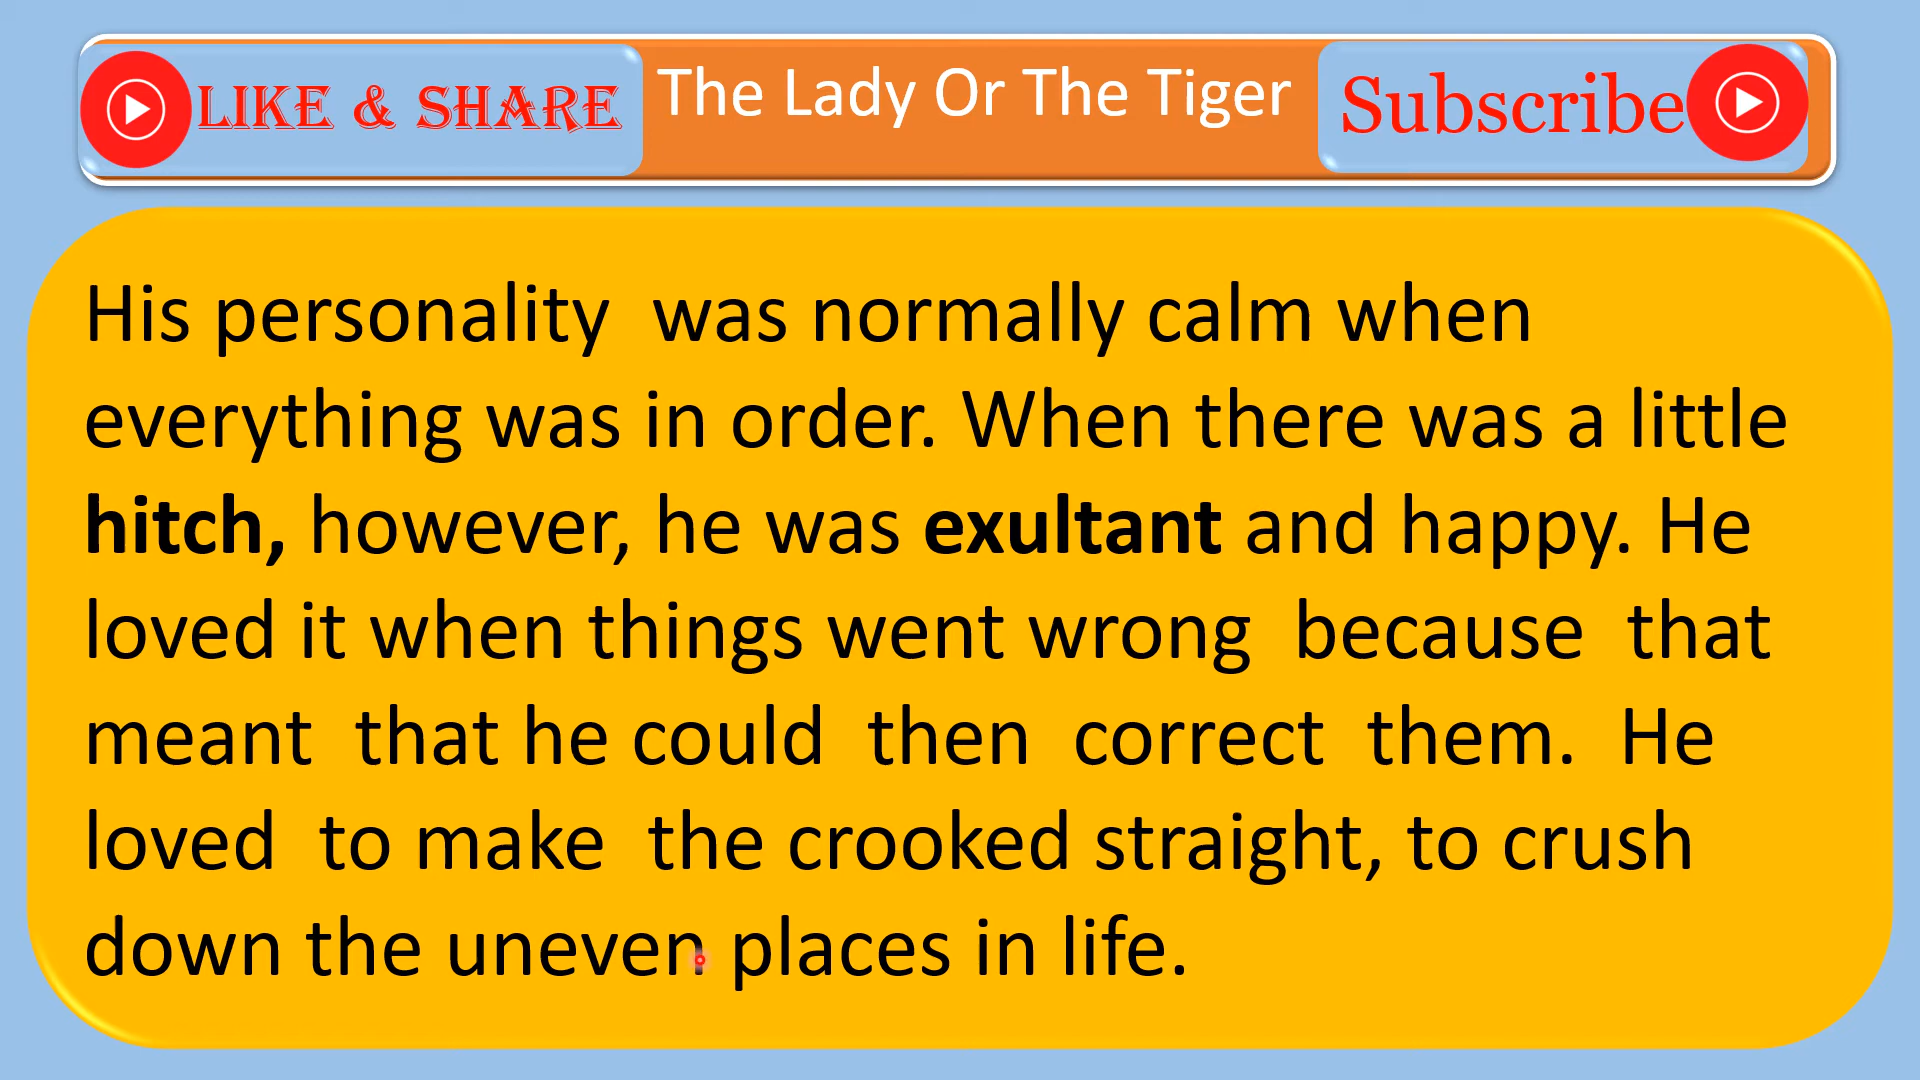 LIKE & SHARE
The Lady Or The Tiger
Subscribe
His personality was normally calm when
everything was in order. When there was a little
hitch, however, he was exultant and happy. He
loved it when things went wrong because that
meant that he could then correct them. He
loved to make the crooked straight, to crush
down the uneven places in life.